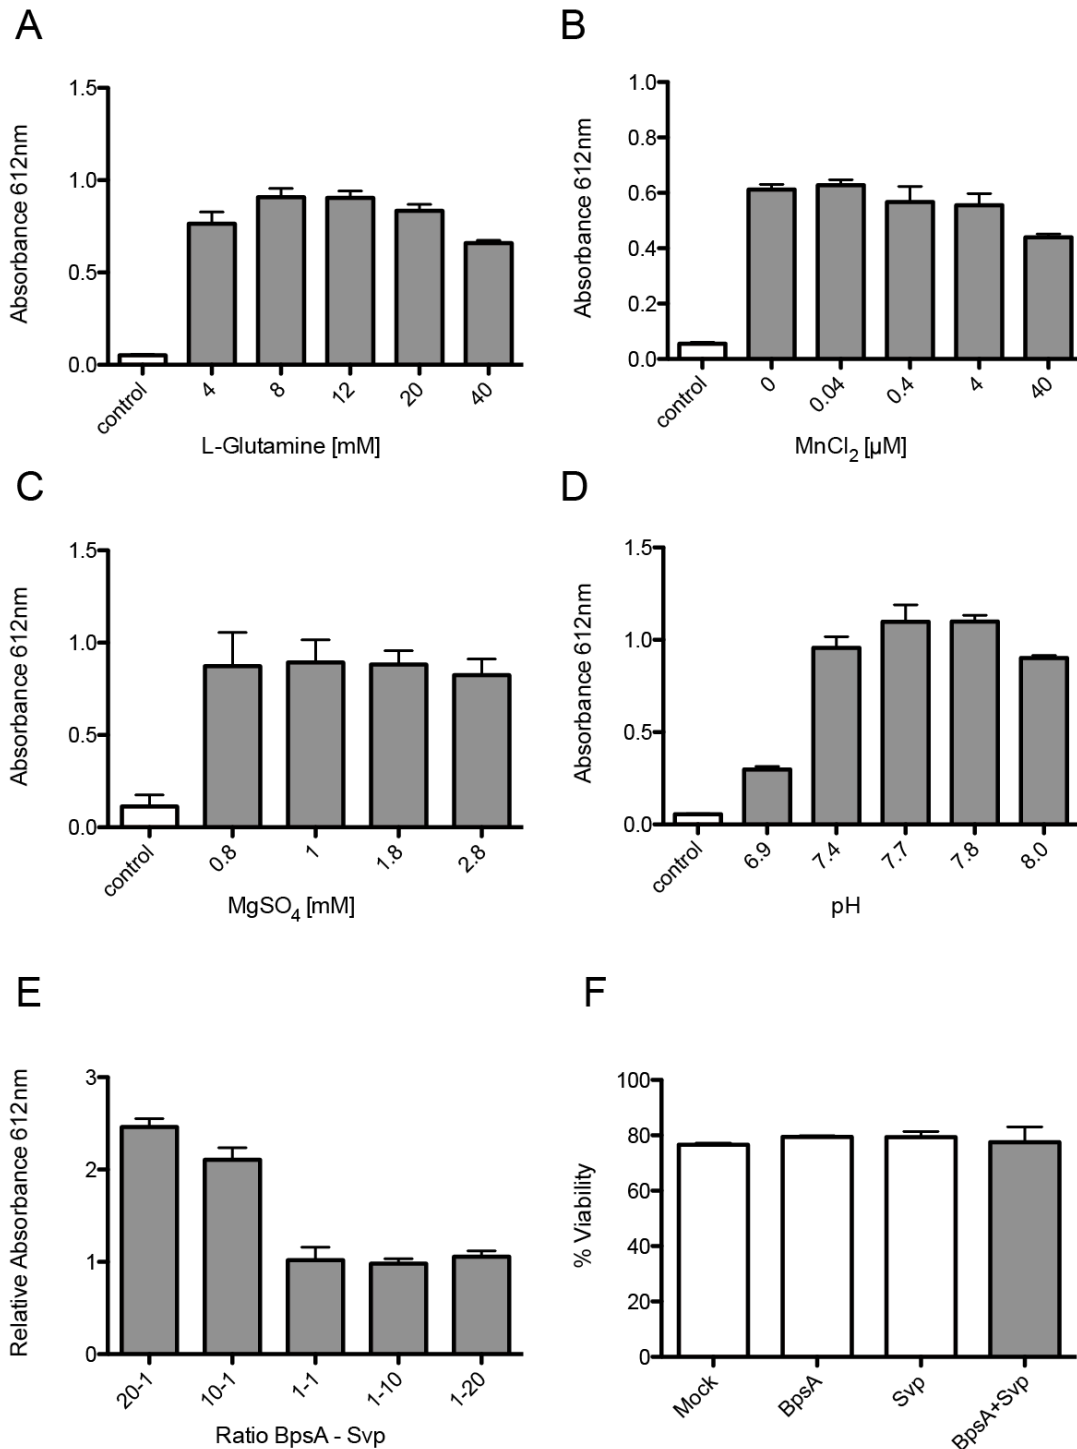 A
Absorbance 612nm
1.5
1.0
0.5
0.0
control
4
8
12
20
40
L-Glutamine [mM]
B
Absorbance 612nm
1.0
0.8
0.6
0.4
0.2
0.0
control
0
0.04
0.4
4
40
MnCl2 [µM]
C
Absorbance 612nm
1.5
1.0
0.5
0.0
control
0.8
1
1.8
2.8
MgSO4 [mM]
D
Absorbance 612nm
1.5
1.0
0.5
0.0
control
6.9
7.4
7.7
7.8
8.0
pH
E
Relative Absorbance 612nm
3
2
1
0
20-1
10-1
1-1
1-10
1-20
Ratio BpsA - Svp
F
% Viability
100
80
60
40
20
0
Mock
BpsA
Svp
BpsA+Svp